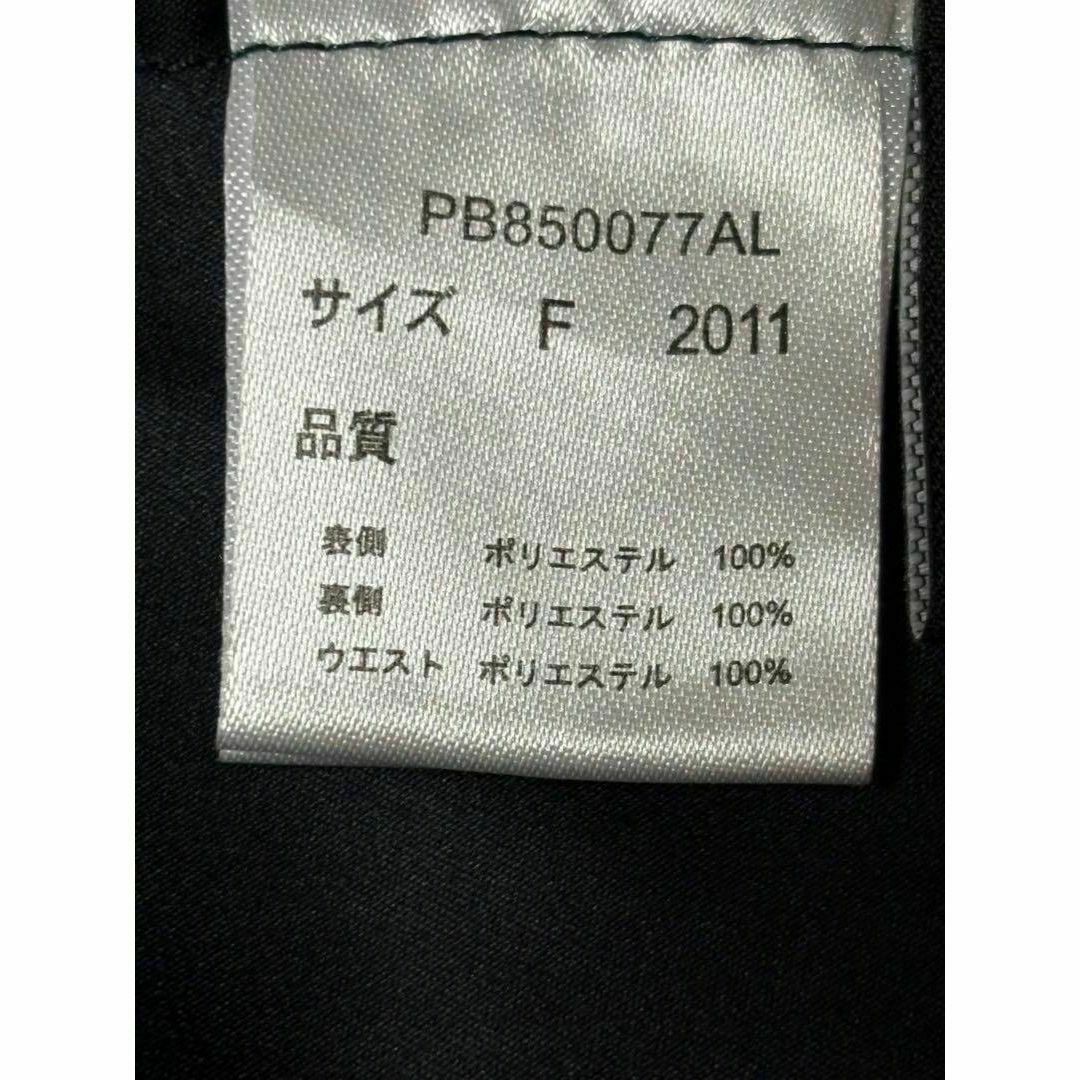 PB850077AL
サイズ F 2011
品質
表側 ポリエステル 100%
裏側 ポリエステル 100%
ウエスト ポリエステル 100%